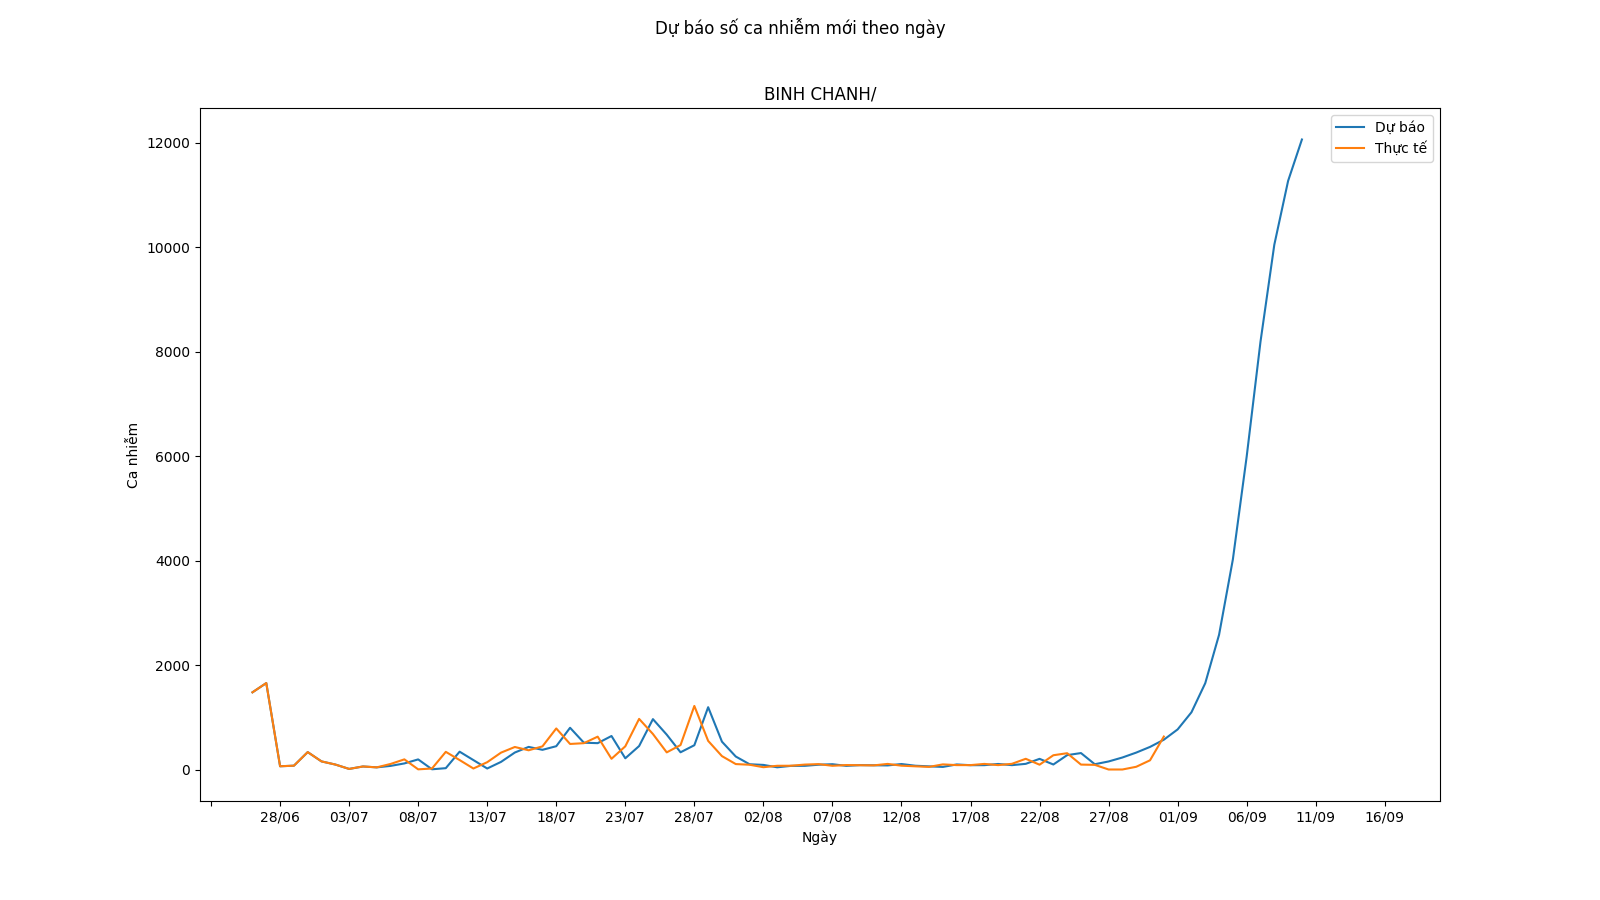 Dự báo số ca nhiễm mới theo ngày
BINH CHANH/
Dự báo
Thực tế
12000
10000
8000
6000
4000
2000
0
Ca nhiễm
28/06 03/07 08/07 13/07 18/07 23/07 28/07 02/08 07/08 12/08 17/08 22/08 27/08 01/09 06/09 11/09 16/09
Ngày